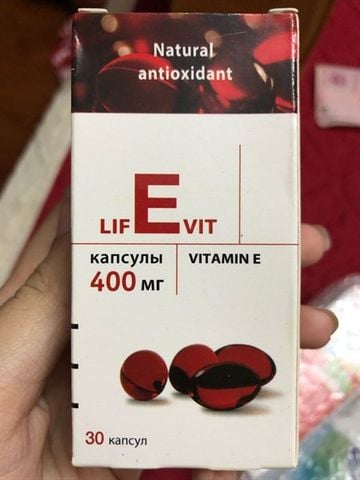 Natural
antioxidant
LIFEVIT
капсулы
400 мг
VITAMIN E
30 капсул